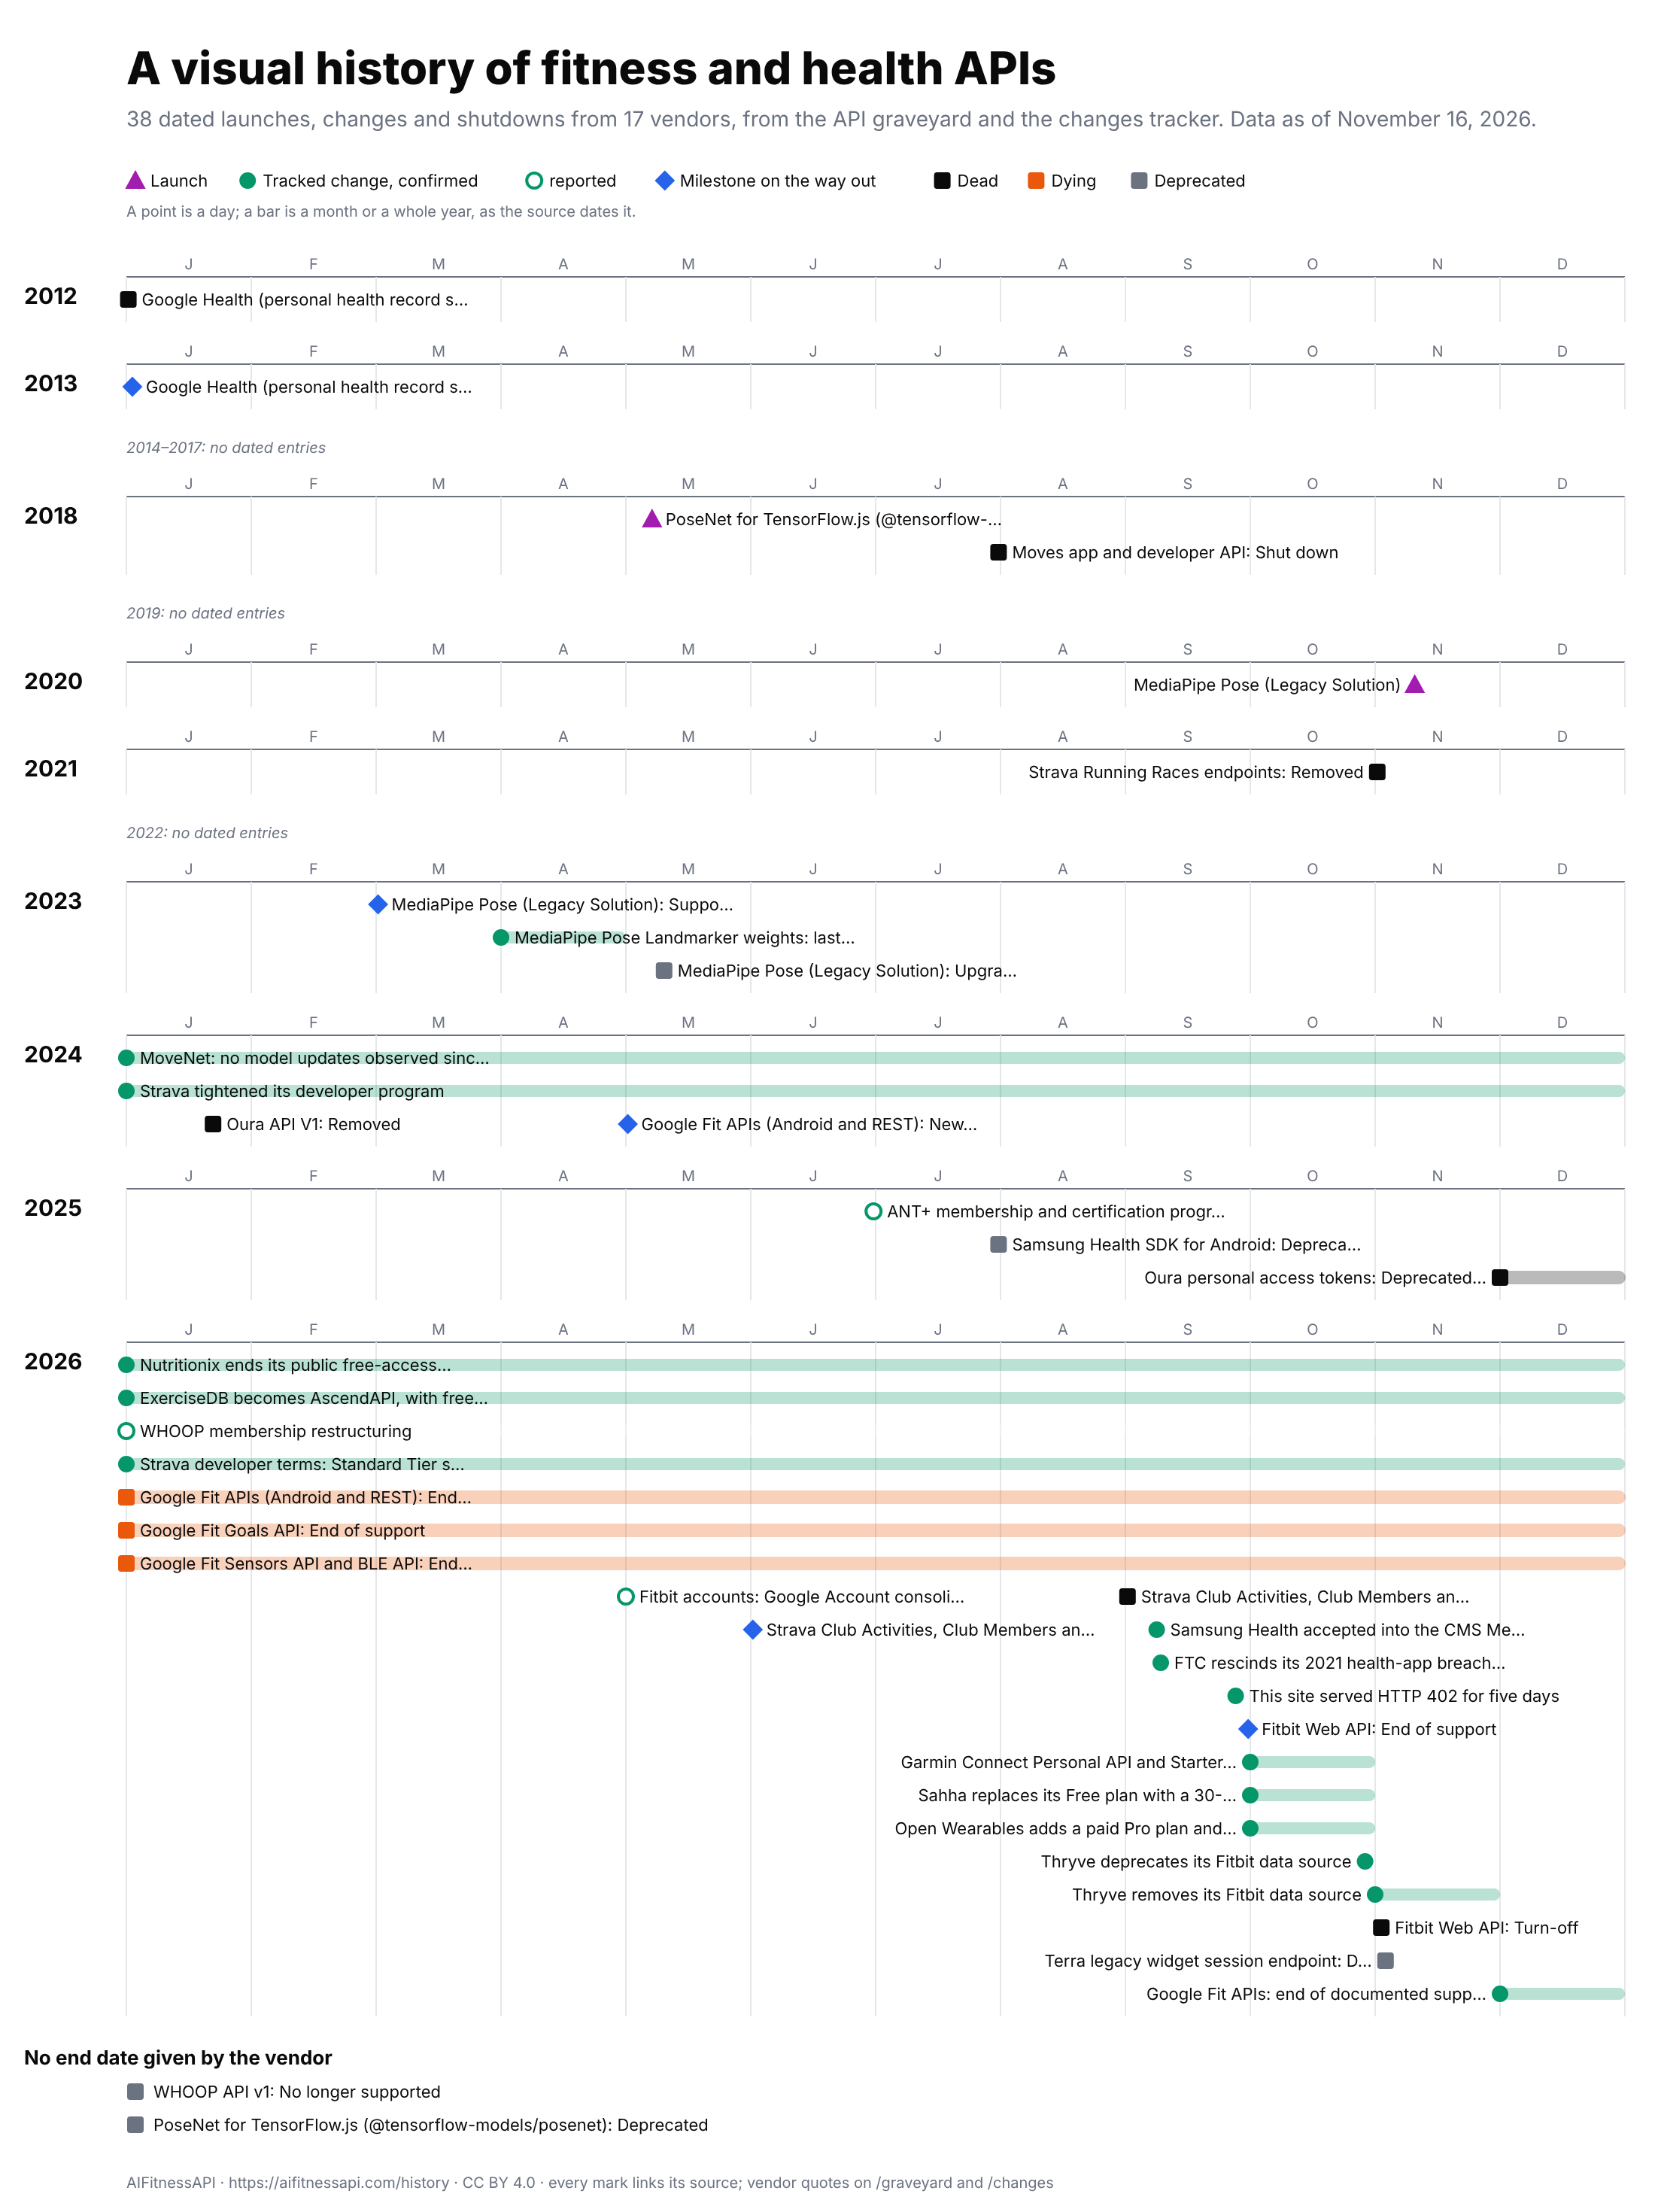 A visual history of fitness and health APIs
38 dated launches, changes and shutdowns from 17 vendors, from the API graveyard and the changes tracker. Data as of November 16, 2026.
Launch Tracked change, confirmed reported Milestone on the way out Dead Dying Deprecated
A point is a day; a bar is a month or a whole year, as the source dates it.
J F M A M J J A S O N D
2012
Google Health (personal health record s...
J F M A M J J A S O N D
2013
Google Health (personal health record s...
2014–2017: no dated entries
J F M A M J J A S O N D
2018
PoseNet for TensorFlow.js (@tensorflow-...
Moves app and developer API: Shut down
2019: no dated entries
J F M A M J J A S O N D
2020
MediaPipe Pose (Legacy Solution)
J F M A M J J A S O N D
2021
Strava Running Races endpoints: Removed
2022: no dated entries
J F M A M J J A S O N D
2023
MediaPipe Pose (Legacy Solution): Suppo...
MediaPipe Pose Landmarker weights: last...
MediaPipe Pose (Legacy Solution): Upgra...
J F M A M J J A S O N D
2024
MoveNet: no model updates observed sinc...
Strava tightened its developer program
Oura API V1: Removed Google Fit APIs (Android and REST): New...
J F M A M J J A S O N D
2025
ANT+ membership and certification progr...
Samsung Health SDK for Android: Depreca...
Oura personal access tokens: Deprecated...
J F M A M J J A S O N D
2026
Nutritionix ends its public free-access...
ExerciseDB becomes AscendAPI, with free...
WHOOP membership restructuring
Strava developer terms: Standard Tier s...
Google Fit APIs (Android and REST): End...
Google Fit Goals API: End of support
Google Fit Sensors API and BLE API: End...
Fitbit accounts: Google Account consoli... Strava Club Activities, Club Members an...
Strava Club Activities, Club Members an... Samsung Health accepted into the CMS Me...
FTC rescinds its 2021 health-app breach...
This site served HTTP 402 for five days
Fitbit Web API: End of support
Garmin Connect Personal API and Starter...
Sahha replaces its Free plan with a 30-...
Open Wearables adds a paid Pro plan and...
Thryve deprecates its Fitbit data source
Thryve removes its Fitbit data source
Fitbit Web API: Turn-off
Terra legacy widget session endpoint: D...
Google Fit APIs: end of documented supp...
No end date given by the vendor
WHOOP API v1: No longer supported
PoseNet for TensorFlow.js (@tensorflow-models/posenet): Deprecated
AIFitnessAPI · https://aifitnessapi.com/history · CC BY 4.0 · every mark links its source; vendor quotes on /graveyard and /changes